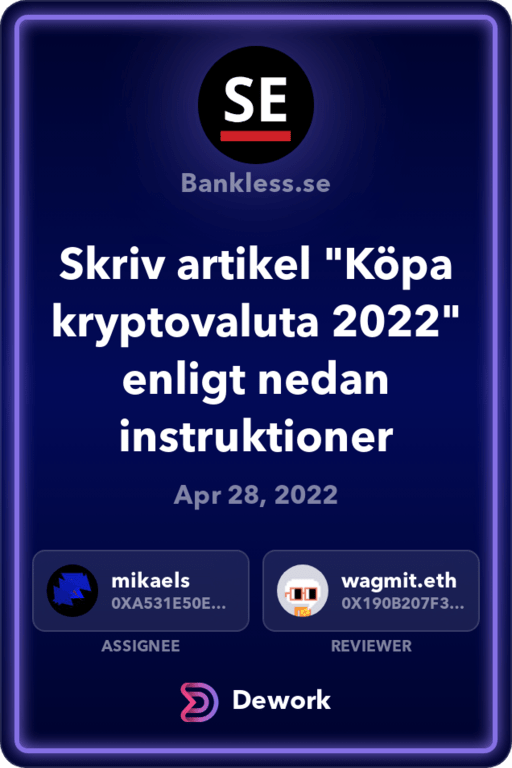 SE
Bankless.se
Skriv artikel "Köpa
kryptovaluta 2022"
enligt nedan
instruktioner
Apr 28, 2022
mikaels
0XA531E50E...
ASSIGNEE
wagmit.eth
0X190B207F3...
REVIEWER
Dework